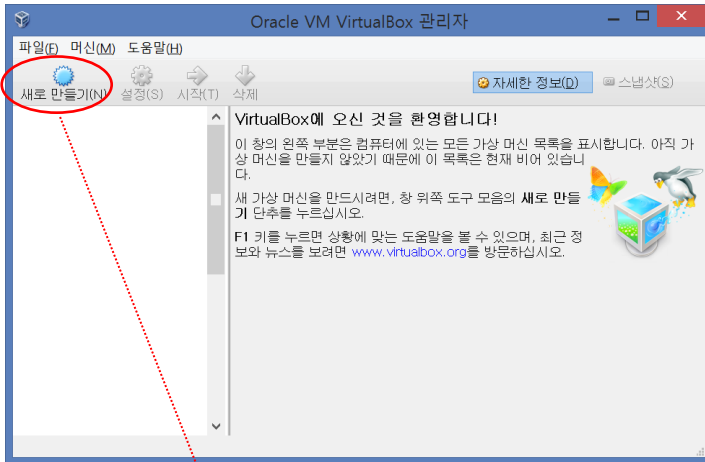 Oracle VM VirtualBox 관리자
파일(F) 머신(M) 도움말(H)
새로 만들기(N) 설정(S) 시작(T) 삭제 자세한 정보(D) 스냅샷(S)
VirtualBox에 오신 것을 환영합니다!
이 창의 왼쪽 부분은 컴퓨터에 있는 모든 가상 머신 목록을 표시합니다. 아직 가
상 머신을 만들지 않았기 때문에 이 목록은 현재 비어 있습니
다.
새 가상 머신을 만드시려면, 창 위쪽 도구 모음의 새로 만들
기 단추를 누르십시오.
F1 키를 누르면 상황에 맞는 도움말을 볼 수 있으며, 최근 정
보와 뉴스를 보려면 www.virtualbox.org를 방문하십시오.